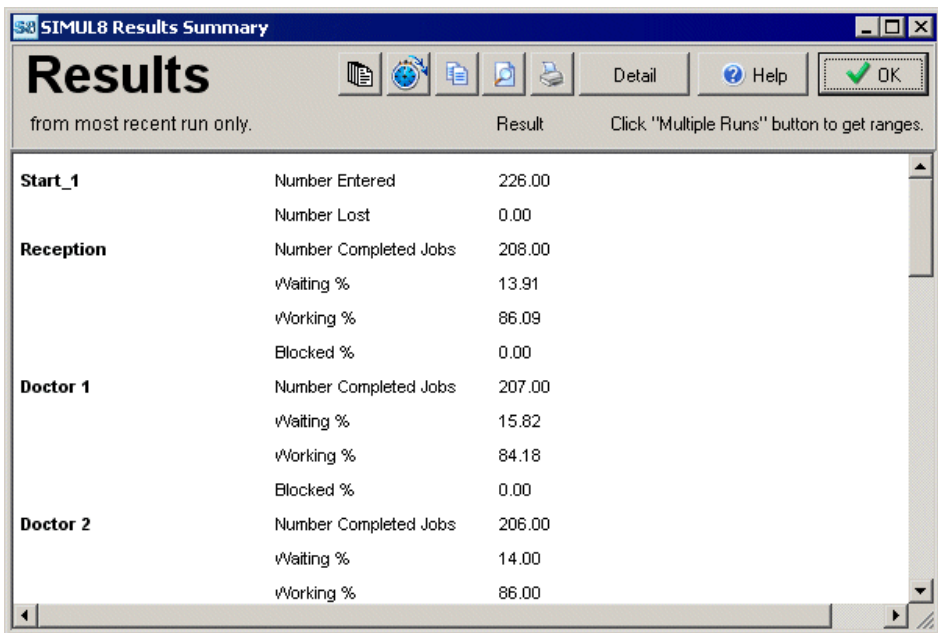 S8 SIMUL8 Results Summary
Results Detail Help OK
from most recent run only. Result Click "Multiple Runs" button to get ranges.
Start_1 Number Entered 226.00
Number Lost 0.00
Reception Number Completed Jobs 208.00
Waiting % 13.91
Working % 86.09
Blocked % 0.00
Doctor 1 Number Completed Jobs 207.00
Waiting % 15.82
Working % 84.18
Blocked % 0.00
Doctor 2 Number Completed Jobs 206.00
Waiting % 14.00
Working % 86.00